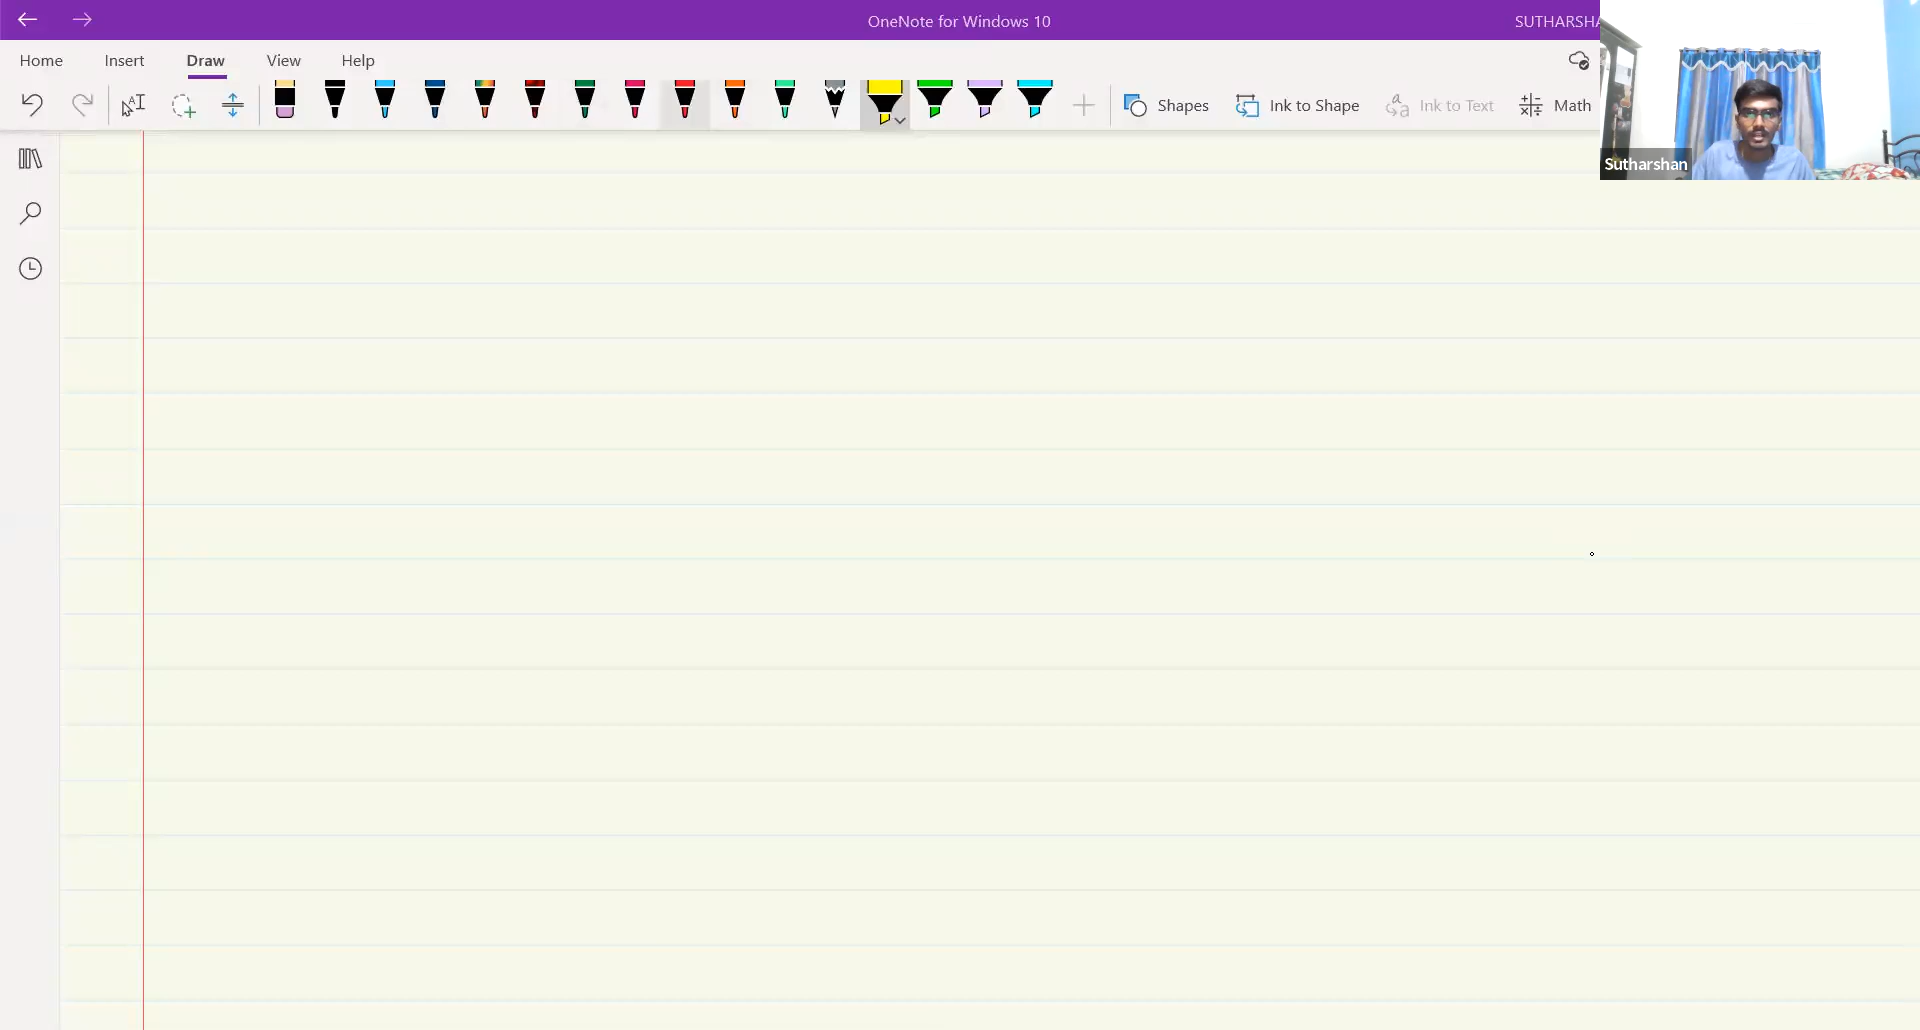 OneNote for Windows 10
SUTHARSHA
Home
Insert
Draw
View
Help
Shapes
Ink to Shape
Ink to Text
Math
Sutharshan